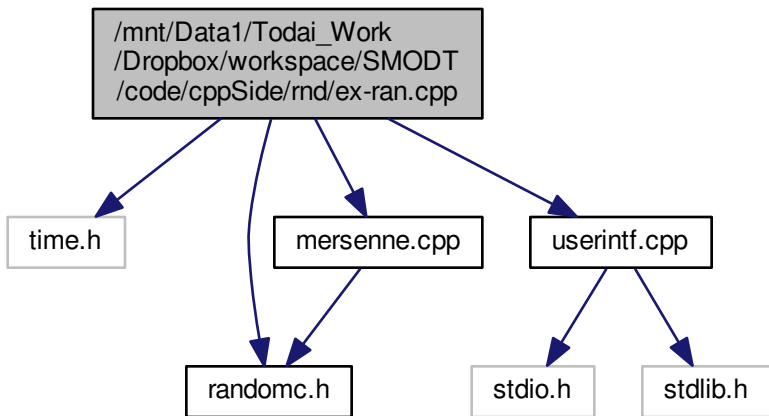 /mnt/Data1/Todai_Work
/Dropbox/workspace/SMODT
/code/cppSide/rnd/ex-ran.cpp
time.h
mersenne.cpp
userintf.cpp
randomc.h
stdio.h
stdlib.h